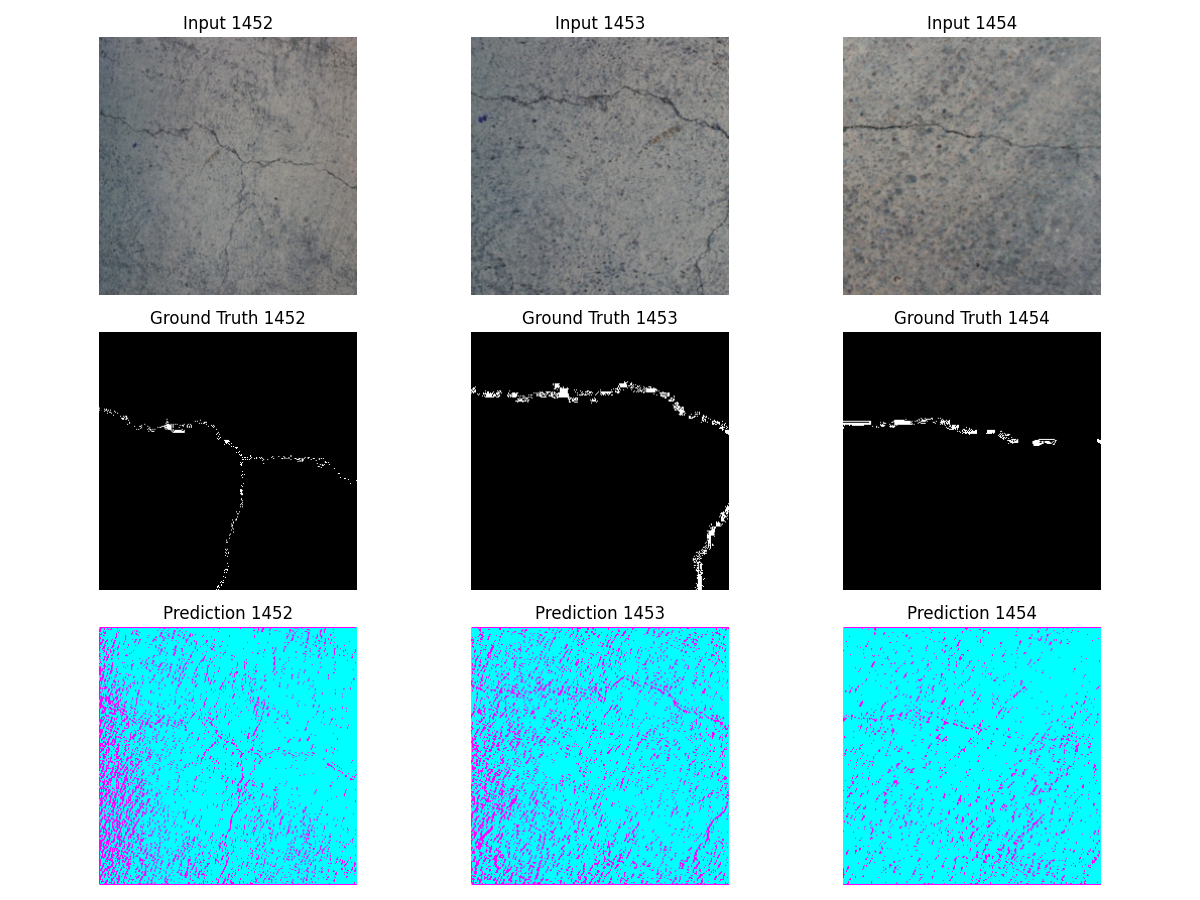 Input 1452
Input 1453
Input 1454
Ground Truth 1452
Ground Truth 1453
Ground Truth 1454
Prediction 1452
Prediction 1453
Prediction 1454